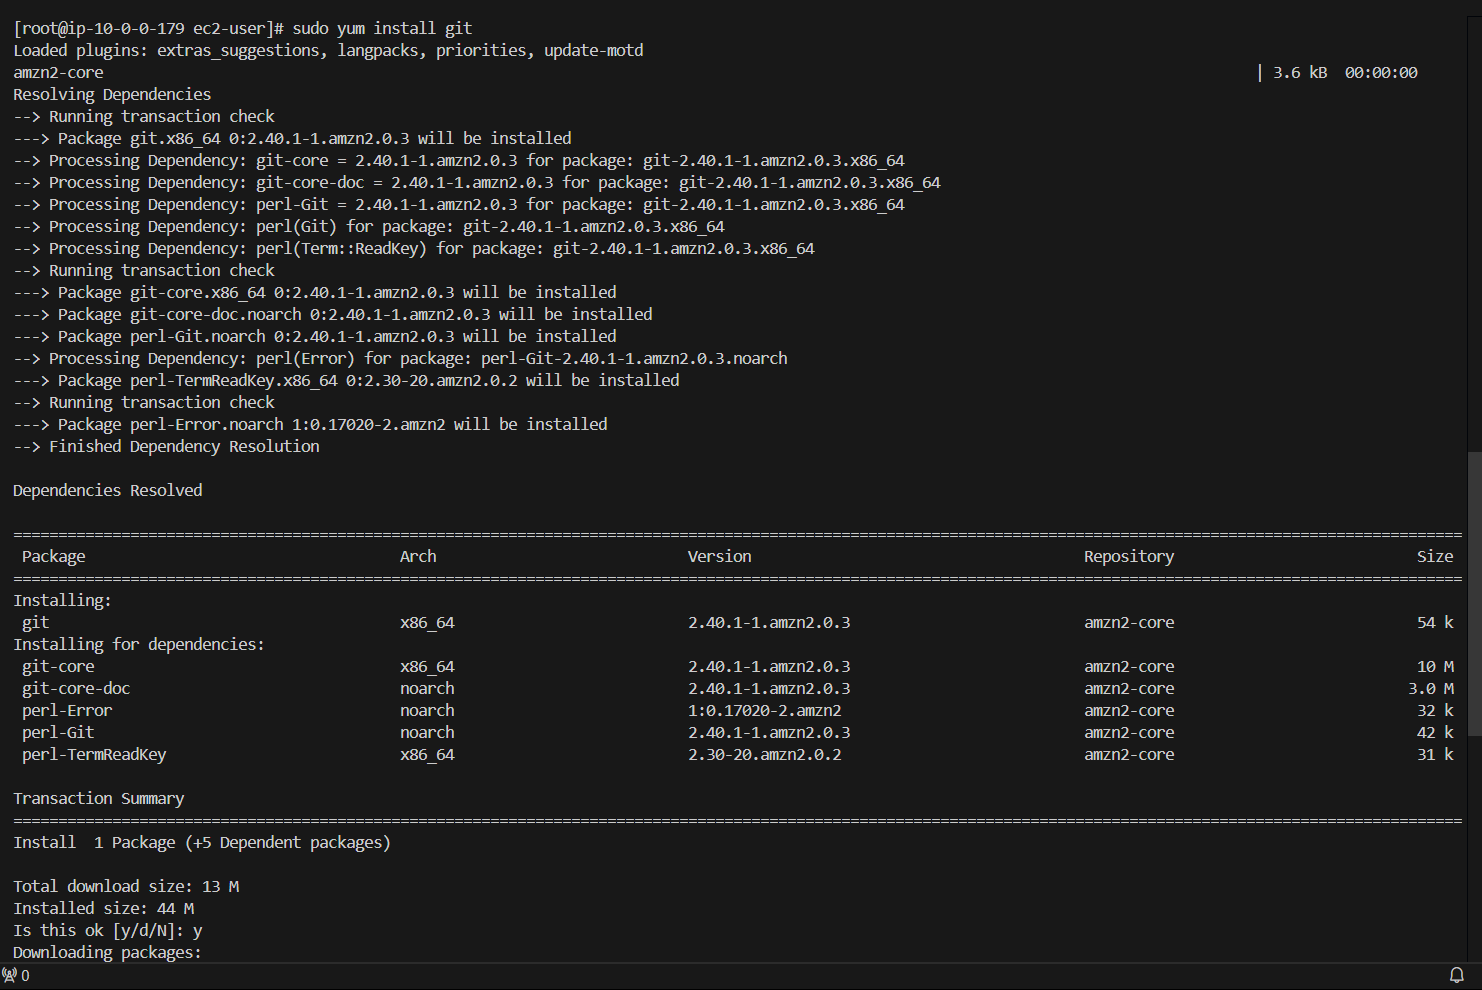 [root@ip-10-0-0-179 ec2-user]# sudo yum install git
Loaded plugins: extras_suggestions, langpacks, priorities, update-motd
amzn2-core | 3.6 kB 00:00:00
Resolving Dependencies
--> Running transaction check
---> Package git.x86_64 0:2.40.1-1.amzn2.0.3 will be installed
--> Processing Dependency: git-core = 2.40.1-1.amzn2.0.3 for package: git-2.40.1-1.amzn2.0.3.x86_64
--> Processing Dependency: git-core-doc = 2.40.1-1.amzn2.0.3 for package: git-2.40.1-1.amzn2.0.3.x86_64
--> Processing Dependency: perl-Git = 2.40.1-1.amzn2.0.3 for package: git-2.40.1-1.amzn2.0.3.x86_64
--> Processing Dependency: perl(Git) for package: git-2.40.1-1.amzn2.0.3.x86_64
--> Processing Dependency: perl(Term::ReadKey) for package: git-2.40.1-1.amzn2.0.3.x86_64
--> Running transaction check
---> Package git-core.x86_64 0:2.40.1-1.amzn2.0.3 will be installed
---> Package git-core-doc.noarch 0:2.40.1-1.amzn2.0.3 will be installed
---> Package perl-Git.noarch 0:2.40.1-1.amzn2.0.3 will be installed
--> Processing Dependency: perl(Error) for package: perl-Git-2.40.1-1.amzn2.0.3.noarch
---> Package perl-TermReadKey.x86_64 0:2.30-20.amzn2.0.2 will be installed
--> Running transaction check
---> Package perl-Error.noarch 1:0.17020-2.amzn2 will be installed
--> Finished Dependency Resolution
Dependencies Resolved
=================================================================================================================================================================
Package Arch Version Repository Size
=================================================================================================================================================================
Installing:
git x86_64 2.40.1-1.amzn2.0.3 amzn2-core 54 k
Installing for dependencies:
git-core x86_64 2.40.1-1.amzn2.0.3 amzn2-core 10 M
git-core-doc noarch 2.40.1-1.amzn2.0.3 amzn2-core 3.0 M
perl-Error noarch 1:0.17020-2.amzn2 amzn2-core 32 k
perl-Git noarch 2.40.1-1.amzn2.0.3 amzn2-core 42 k
perl-TermReadKey x86_64 2.30-20.amzn2.0.2 amzn2-core 31 k
Transaction Summary
=================================================================================================================================================================
Install 1 Package (+5 Dependent packages)
Total download size: 13 M
Installed size: 44 M
Is this ok [y/d/N]: y
Downloading packages:
0